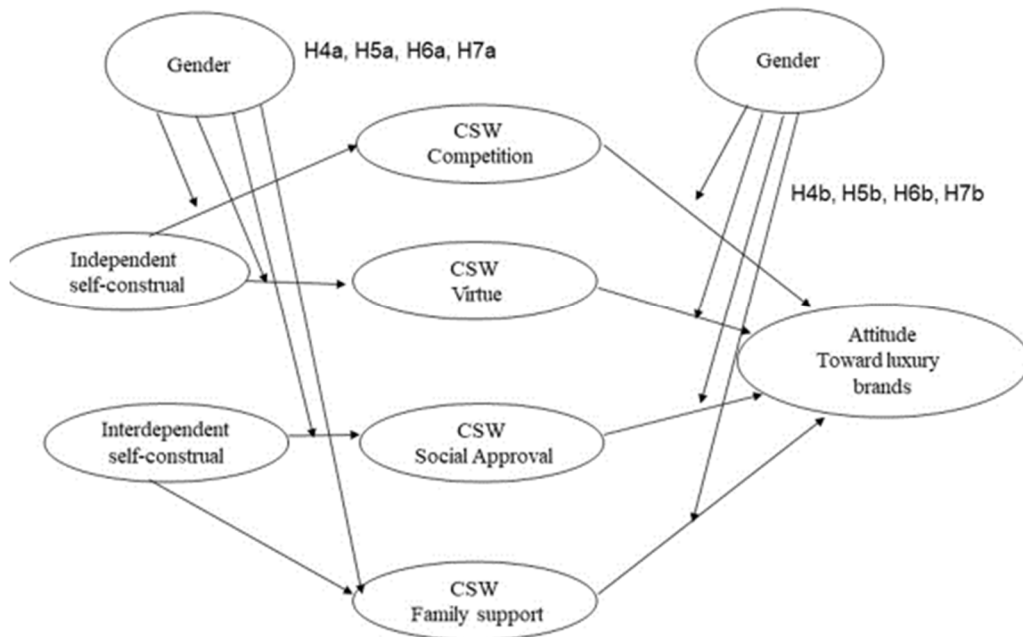 Gender
H4a, H5a, H6a, H7a
Gender
CSW
Competition
H4b, H5b, H6b, H7b
Independent
self-construal
CSW
Virtue
Attitude
Toward luxury
brands
Interdependent
self-construal
CSW
Social Approval
CSW
Family support